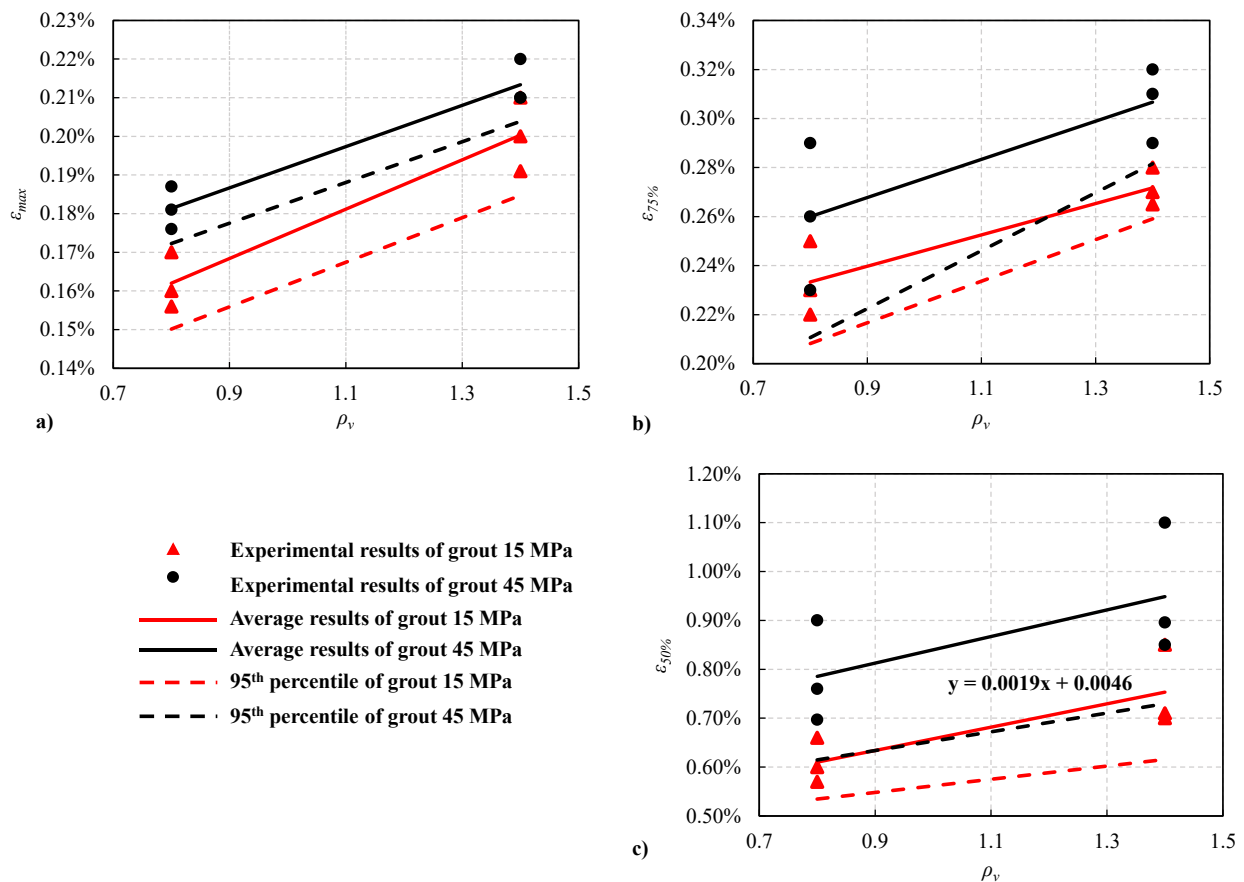 0.23%
0.22%
0.21%
0.20%
0.19%
0.18%
0.17%
0.16%
0.15%
0.14%
εmax
0.7 0.9 1.1 1.3 1.5
ρv
a)
0.34%
0.32%
0.30%
0.28%
0.26%
0.24%
0.22%
0.20%
ε75%
0.7 0.9 1.1 1.3 1.5
ρv
b)
Experimental results of grout 15 MPa
Experimental results of grout 45 MPa
Average results of grout 15 MPa
Average results of grout 45 MPa
95th percentile of grout 15 MPa
95th percentile of grout 45 MPa
1.20%
1.10%
1.00%
0.90%
0.80%
0.70%
0.60%
0.50%
ε50%
y = 0.0019x + 0.0046
0.7 0.9 1.1 1.3 1.5
ρv
c)